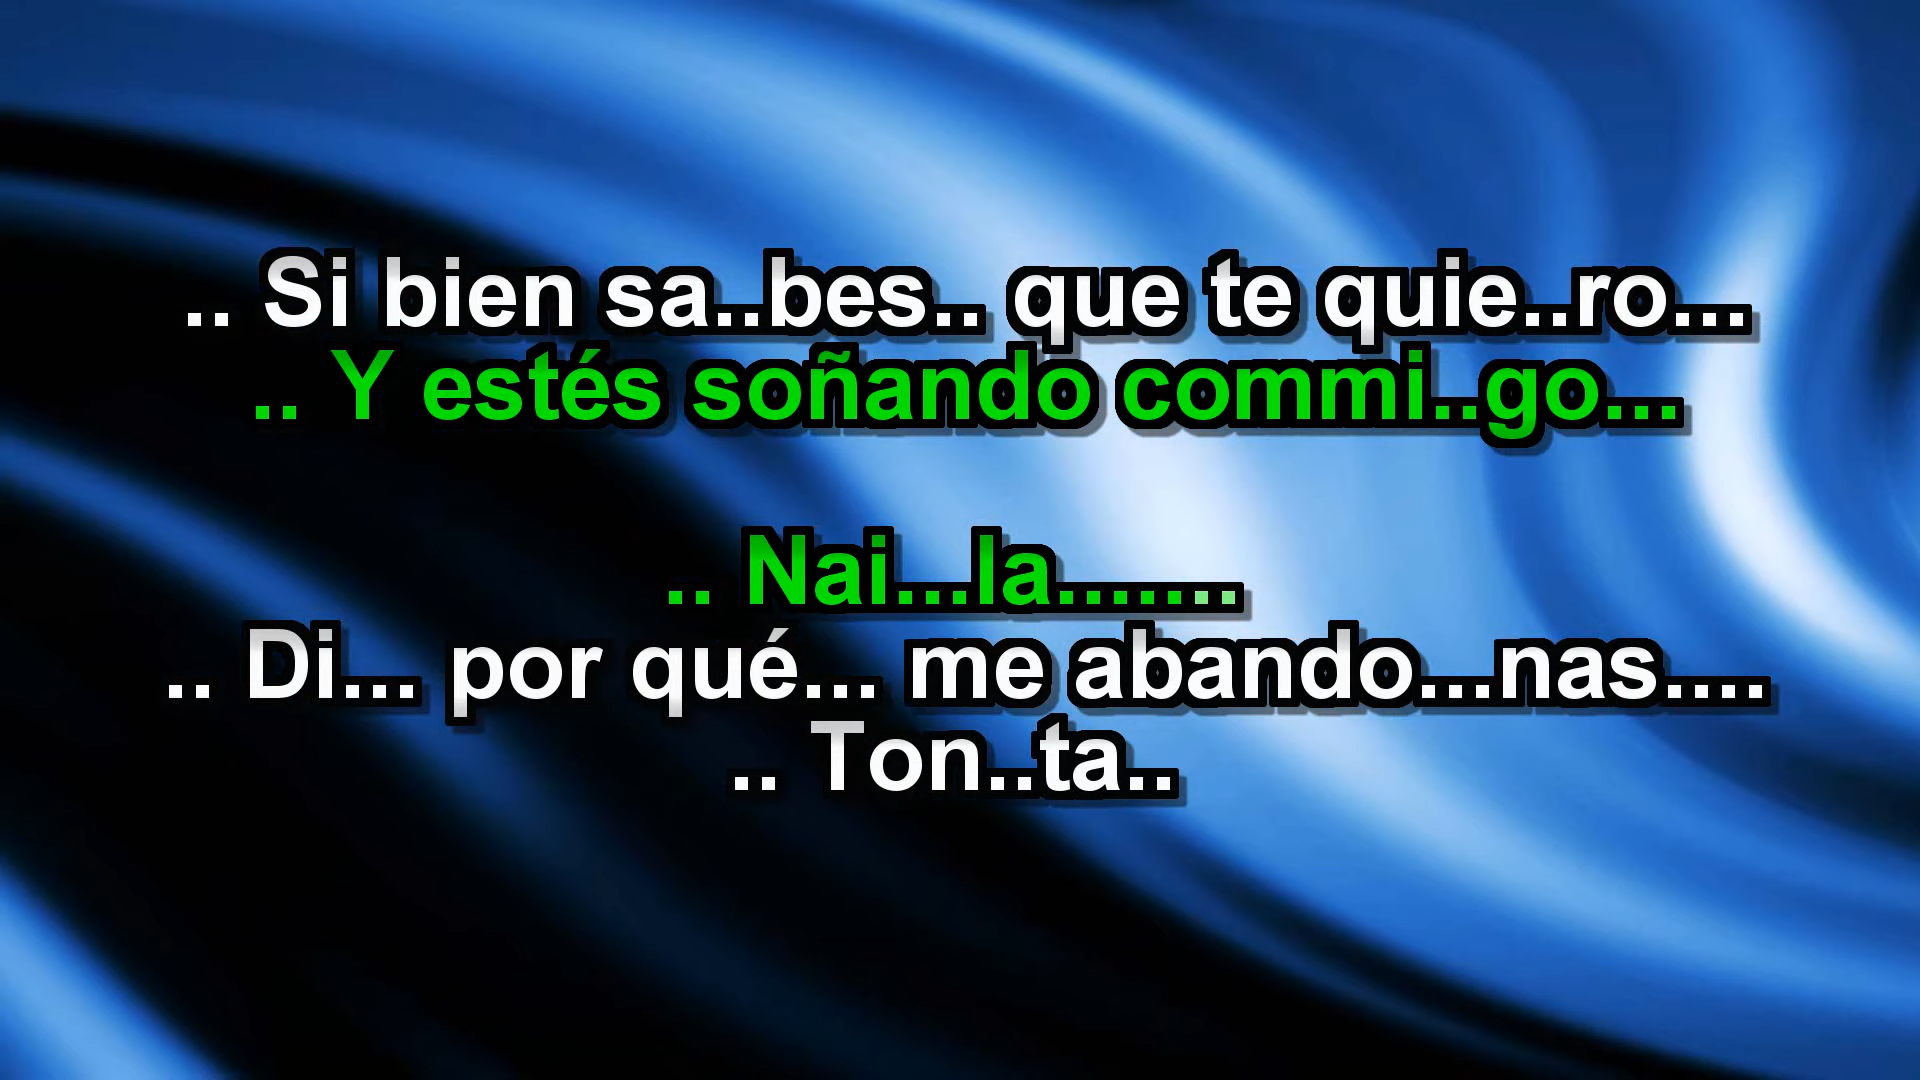 .. Si bien sa..bes.. que te quie..ro...
.. Y estés soñando commi..go...
.. Nai...la.......
.. Di... por qué... me abando...nas....
.. Ton..ta..